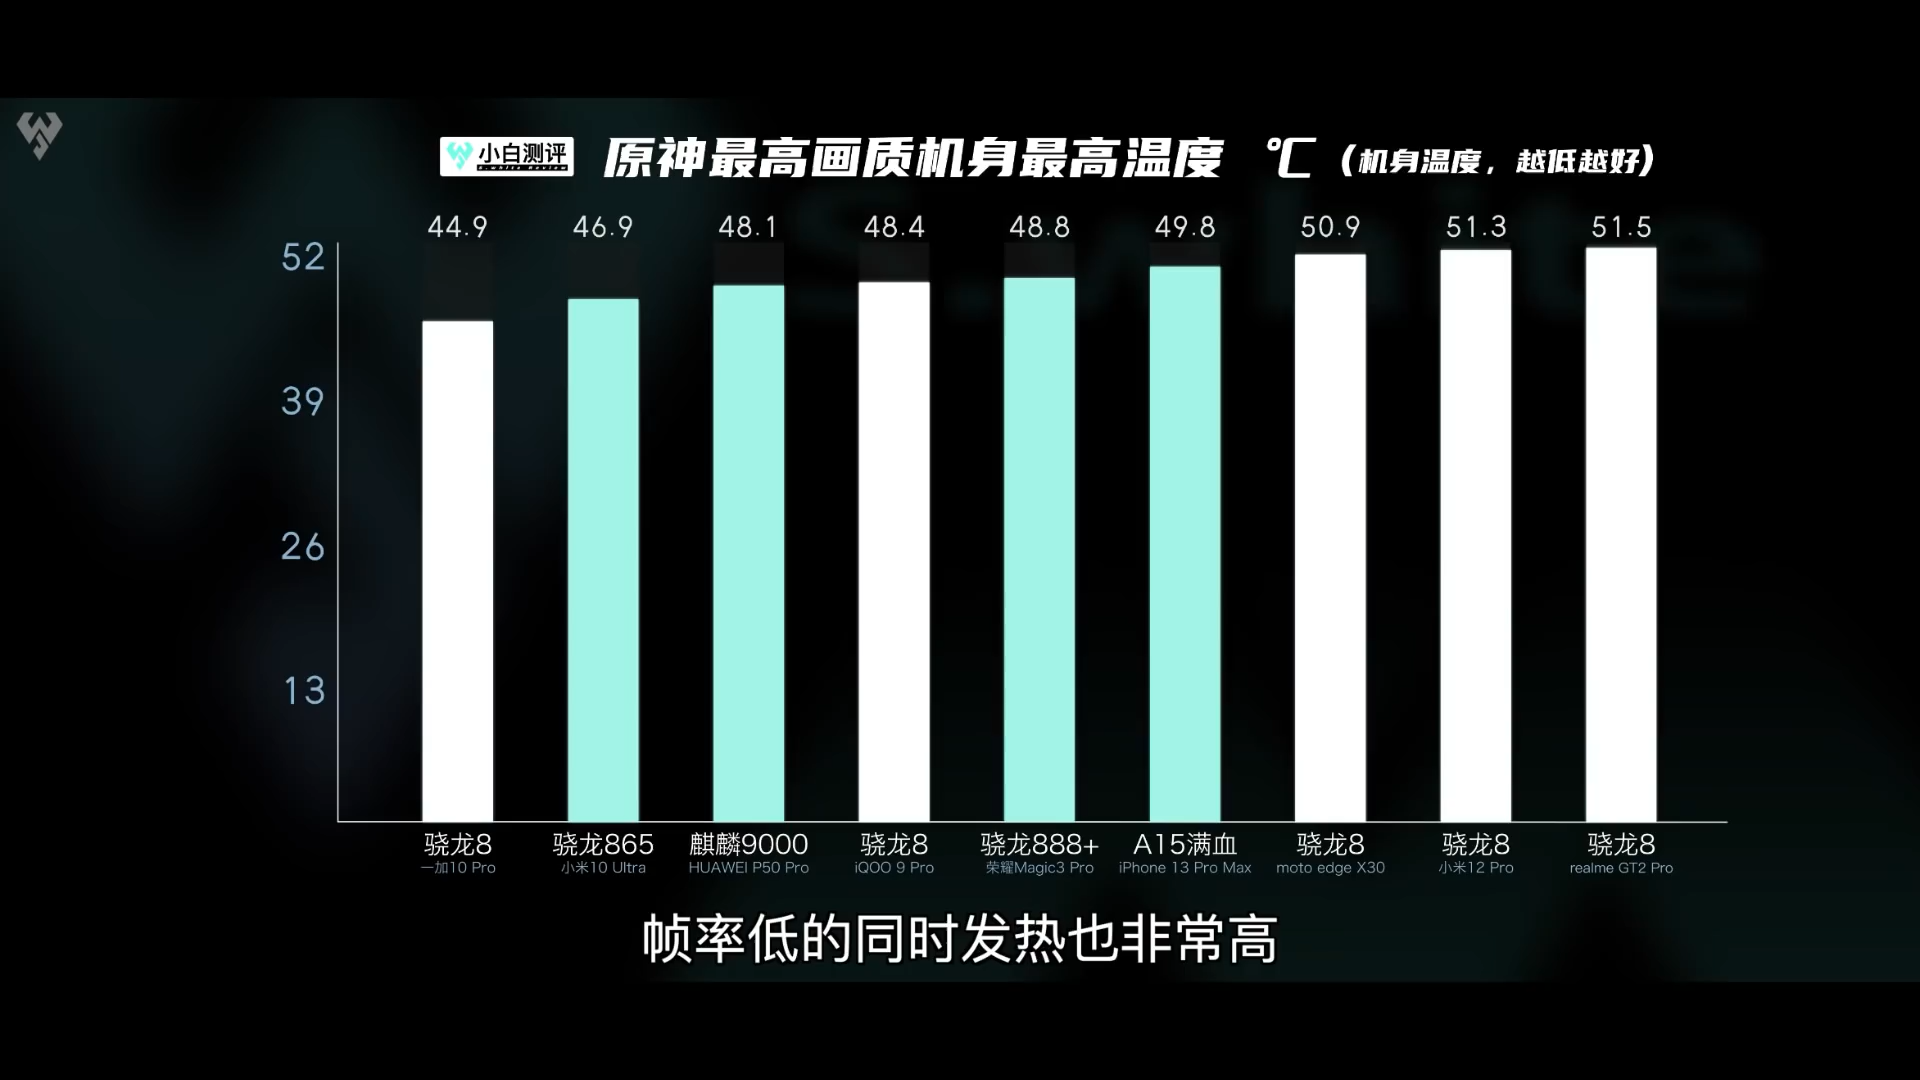 小白测评 原神最高画质机身最高温度 ℃（机身温度，越低越好）
44.9 46.9 48.1 48.4 48.8 49.8 50.9 51.3 51.5
52
39
26
13
骁龙8 骁龙865 麒麟9000 骁龙8 骁龙888+ A15满血 骁龙8 骁龙8 骁龙8
一加10 Pro 小米10 Ultra HUAWEI P50 Pro iQOO 9 Pro 荣耀Magic3 Pro iPhone 13 Pro Max moto edge X30 小米12 Pro realme GT2 Pro
帧率低的同时发热也非常高